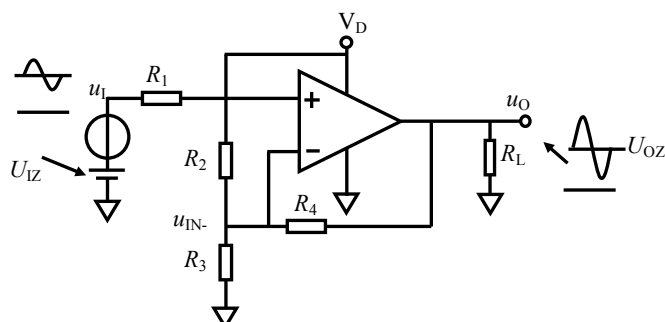 V_D
u_I
R_1
+
u_O
R_2
−
R_L
U_OZ
U_IZ
R_4
u_IN-
R_3